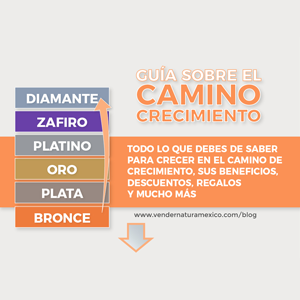 GUÍA SOBRE EL
CAMINO
CRECIMIENTO
DIAMANTE
ZAFIRO
PLATINO
ORO
PLATA
BRONCE
TODO LO QUE DEBES DE SABER
PARA CRECER EN EL CAMINO DE
CRECIMIENTO, SUS BENEFICIOS,
DESCUENTOS, REGALOS
Y MUCHO MÁS
www.vendernaturamexico.com/blog